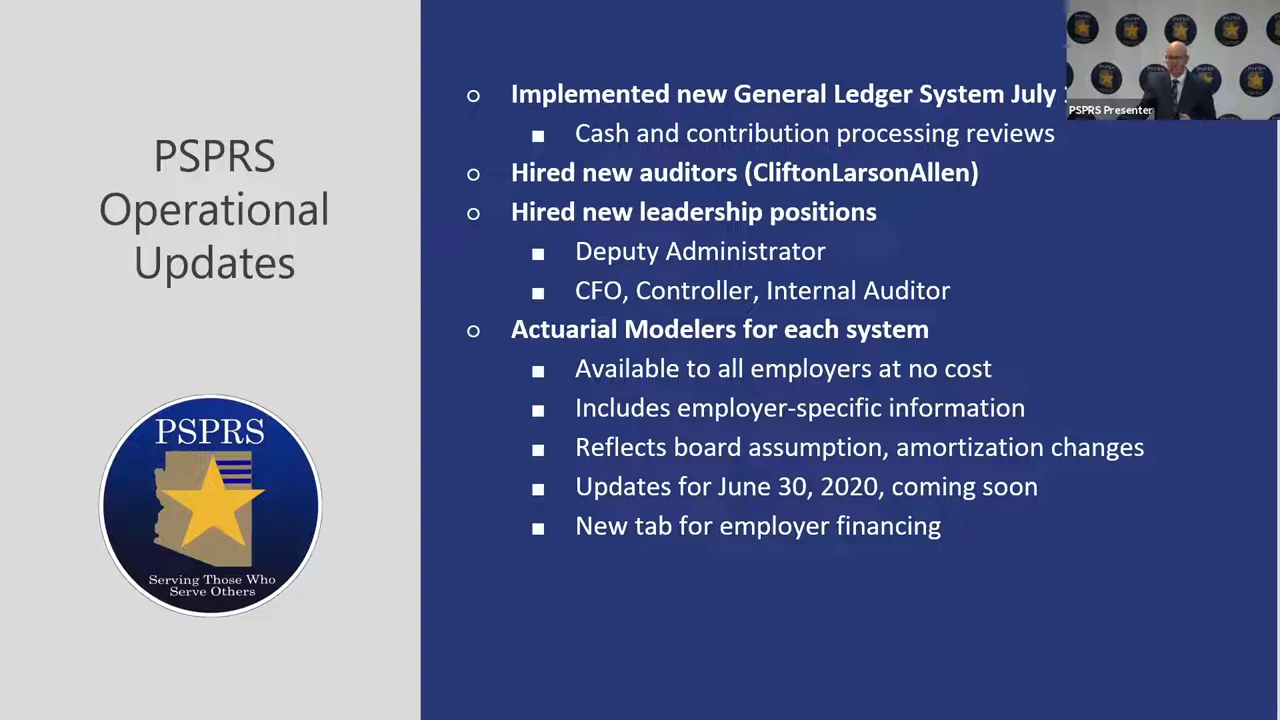 PSPRS
Operational
Updates
PSPRS
Serving Those Who
Serve Others
Implemented new General Ledger System July
Cash and contribution processing reviews
Hired new auditors (CliftonLarsonAllen)
Hired new leadership positions
Deputy Administrator
CFO, Controller, Internal Auditor
Actuarial Modelers for each system
Available to all employers at no cost
Includes employer-specific information
Reflects board assumption, amortization changes
Updates for June 30, 2020, coming soon
New tab for employer financing
PSPRS Presenter